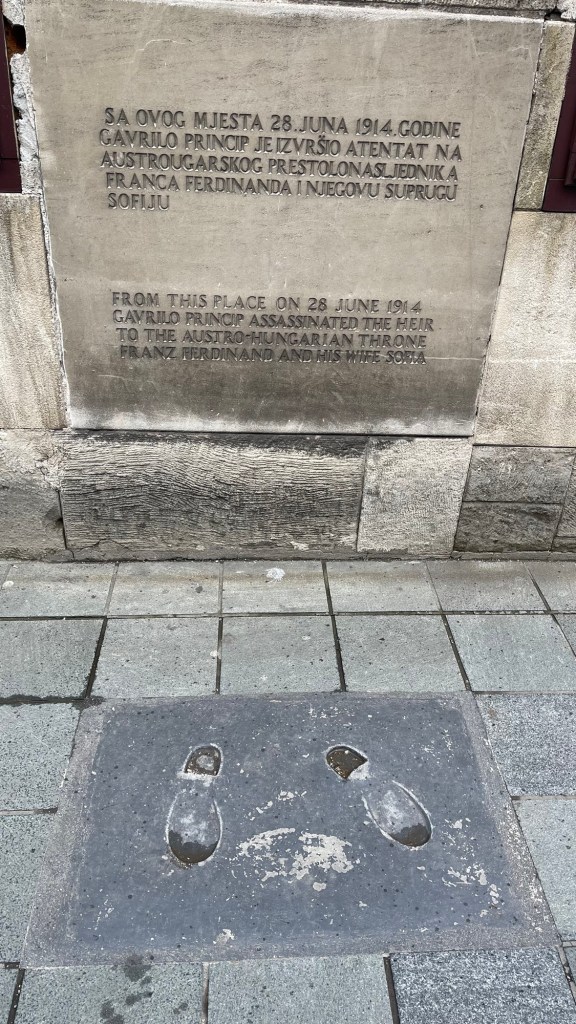 SA OVOG MJESTA 28.JUNA 1914.GODINE
GAVRILO PRINCIP JE IZVRŠIO ATENTAT NA
AUSTROUGARSKOG PRESTOLONASLJEDNIKA
FRANCA FERDINANDA I NJEGOVU SUPRUGU
SOFIJU
FROM THIS PLACE ON 28 JUNE 1914
GAVRILO PRINCIP ASSASSINATED THE HEIR
TO THE AUSTRO-HUNGARIAN THRONE
FRANZ FERDINAND AND HIS WIFE SOFIA